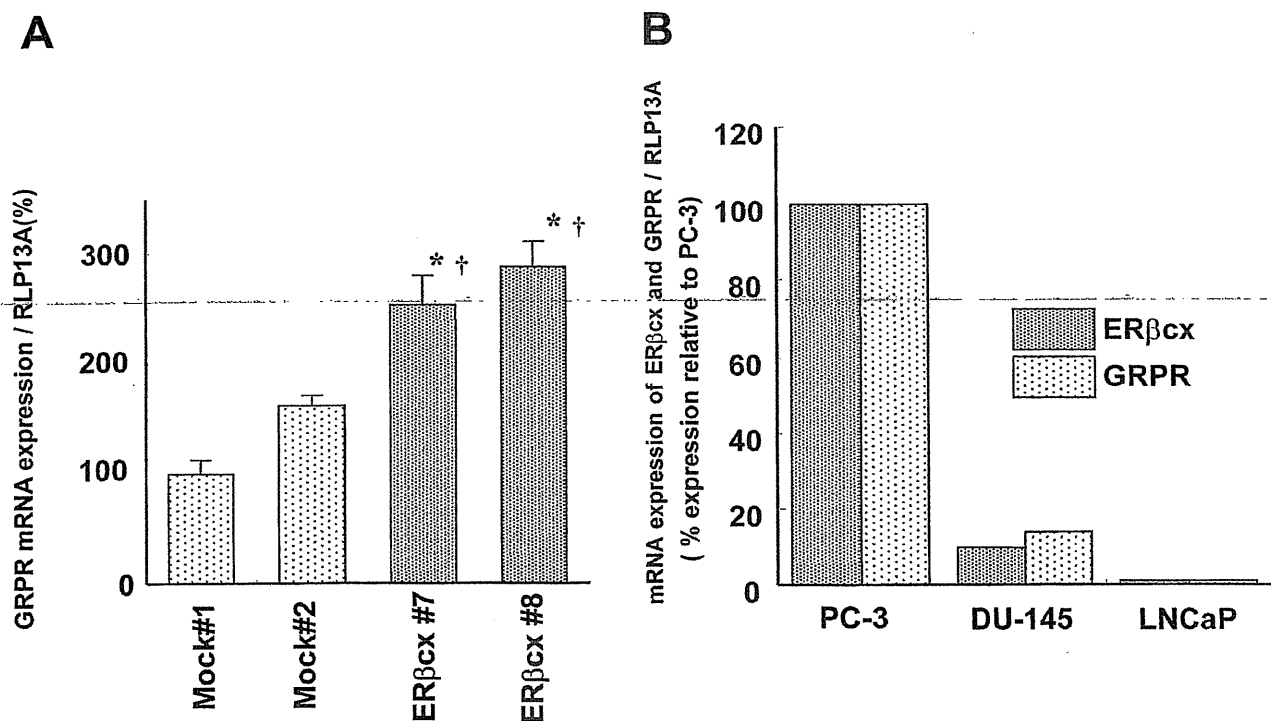 A
GRPR mRNA expression / RLP13A(%)
300
200
100
0
* †
* †
Mock#1
Mock#2
ERβcx #7
ERβcx #8
B
mRNA expression of ERβcx and GRPR / RLP13A
( % expression relative to PC-3)
120
100
80
60
40
20
0
ERβcx
GRPR
PC-3
DU-145
LNCaP